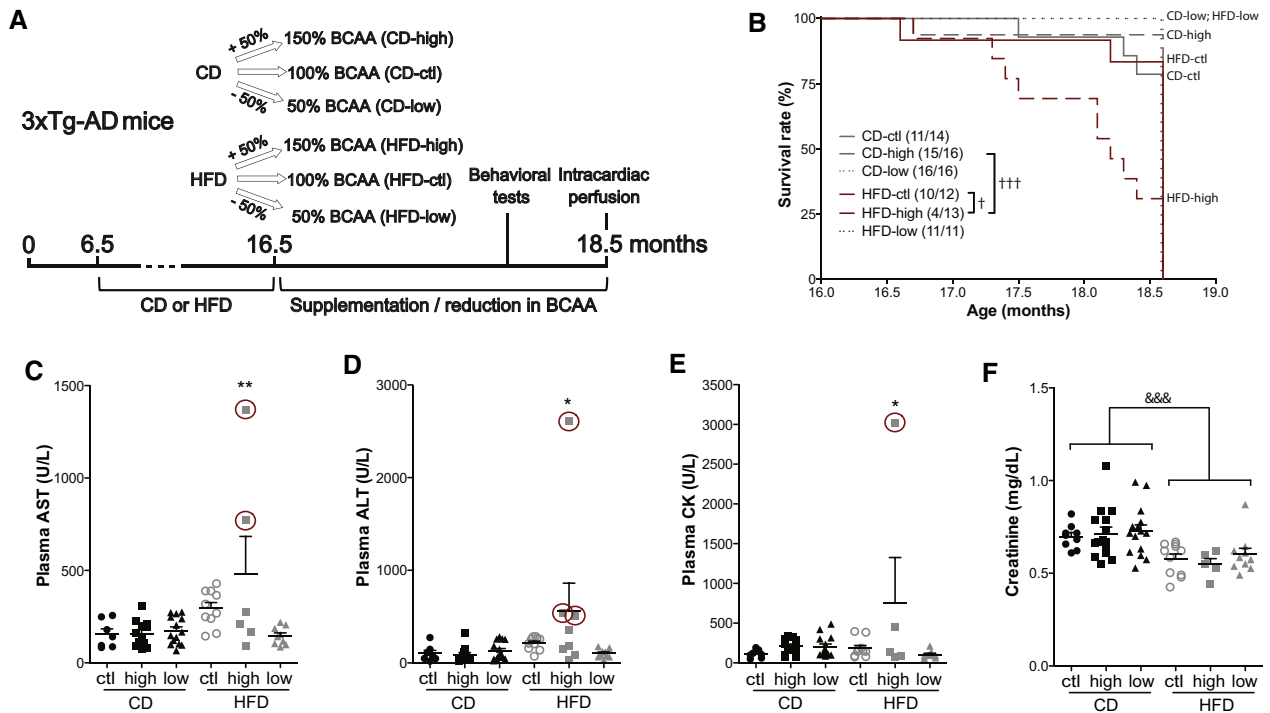 A
3xTg-AD mice
CD
+ 50%
150% BCAA (CD-high)
100% BCAA (CD-ctl)
- 50%
50% BCAA (CD-low)
HFD
+ 50%
150% BCAA (HFD-high)
100% BCAA (HFD-ctl)
-50%
50% BCAA (HFD-low)
Behavioral
tests
Intracardiac
perfusion
0 6.5 16.5 18.5 months
CD or HFD
Supplementation / reduction in BCAA
B
Survival rate (%)
100
75
50
25
0
16.0 16.5 17.0 17.5 18.0 18.5 19.0
Age (months)
CD-low; HFD-low
CD-high
HFD-ctl
CD-ctl
HFD-high
CD-ctl (11/14)
CD-high (15/16)
CD-low (16/16)
HFD-ctl (10/12)
HFD-high (4/13)
HFD-low (11/11)
†
†††
C
Plasma AST (U/L)
1500
1000
500
0
**
ctl high low ctl high low
CD HFD
D
Plasma ALT (U/L)
3000
2000
1000
0
*
ctl high low ctl high low
CD HFD
E
Plasma CK (U/L)
3500
3000
2500
2000
1500
1000
500
0
*
ctl high low ctl high low
CD HFD
F
Creatinine (mg/dL)
1.5
1.0
0.5
0.0
&&&
ctl high low ctl high low
CD HFD